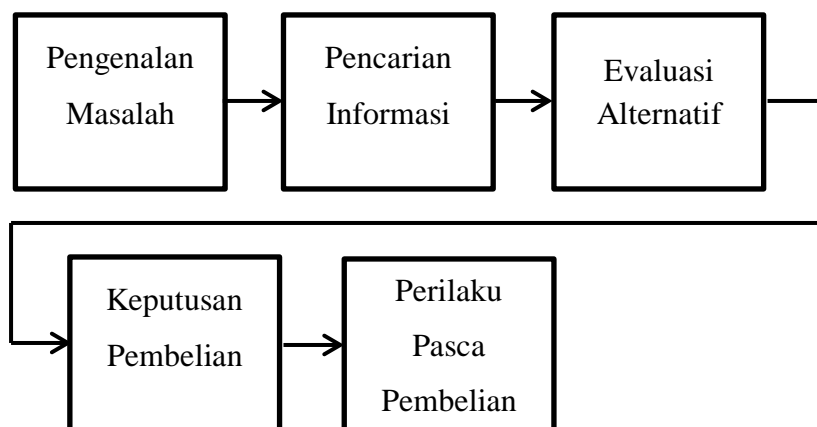 Pengenalan
Masalah
Pencarian
Informasi
Evaluasi
Alternatif
Keputusan
Pembelian
Perilaku
Pasca
Pembelian